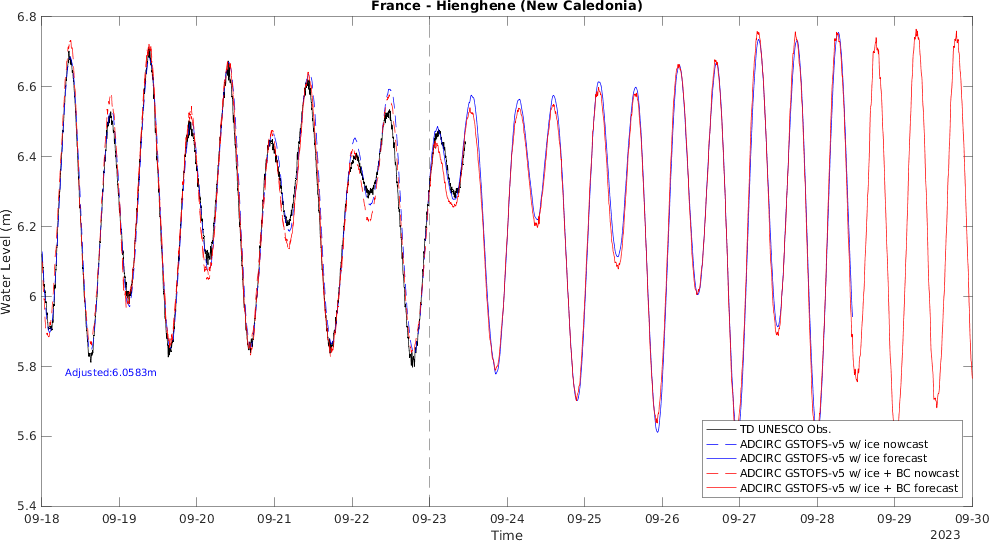 France - Hienghene (New Caledonia)
6.8
6.6
6.4
6.2
6
5.8
5.6
5.4
Water Level (m)
Adjusted:6.0583m
TD UNESCO Obs.
ADCIRC GSTOFS-v5 w/ ice nowcast
ADCIRC GSTOFS-v5 w/ ice forecast
ADCIRC GSTOFS-v5 w/ ice + BC nowcast
ADCIRC GSTOFS-v5 w/ ice + BC forecast
09-18 09-19 09-20 09-21 09-22 09-23 09-24 09-25 09-26 09-27 09-28 09-29 09-30
Time
2023